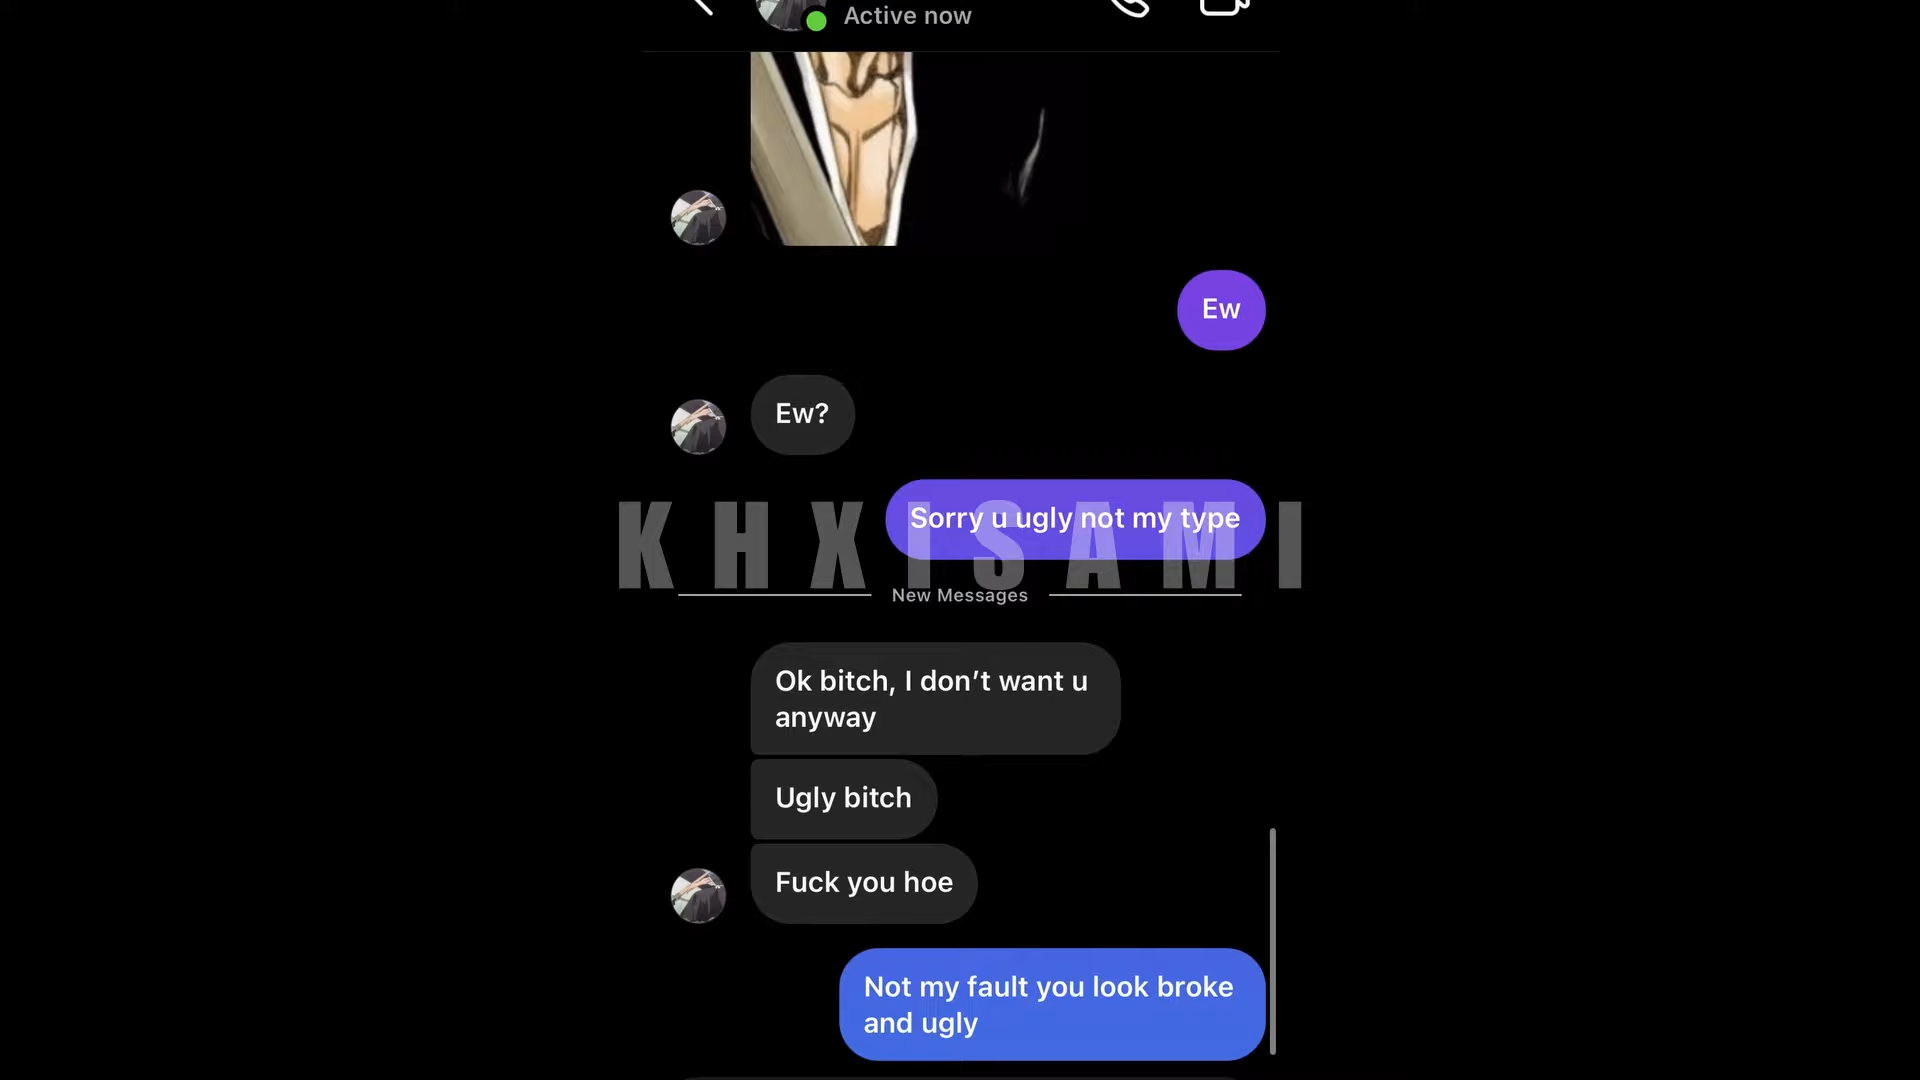 Active now
Ew
Ew?
Sorry u ugly not my type
KHXISAMI
New Messages
Ok bitch, I don’t want u
anyway
Ugly bitch
Fuck you hoe
Not my fault you look broke
and ugly